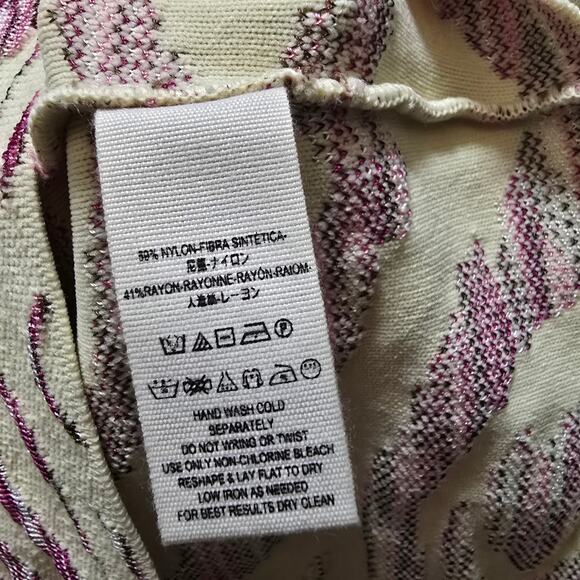 59% NYLON-FIBRA SINTETICA-
尼龍-ナイロン
41%RAYON-RAYONNE-RAYÓN-RAIOM-
人造絲-レーヨン
HAND WASH COLD
SEPARATELY
DO NOT WRING OR TWIST
USE ONLY NON-CHLORINE BLEACH
RESHAPE & LAY FLAT TO DRY
LOW IRON AS NEEDED
FOR BEST RESULTS DRY CLEAN